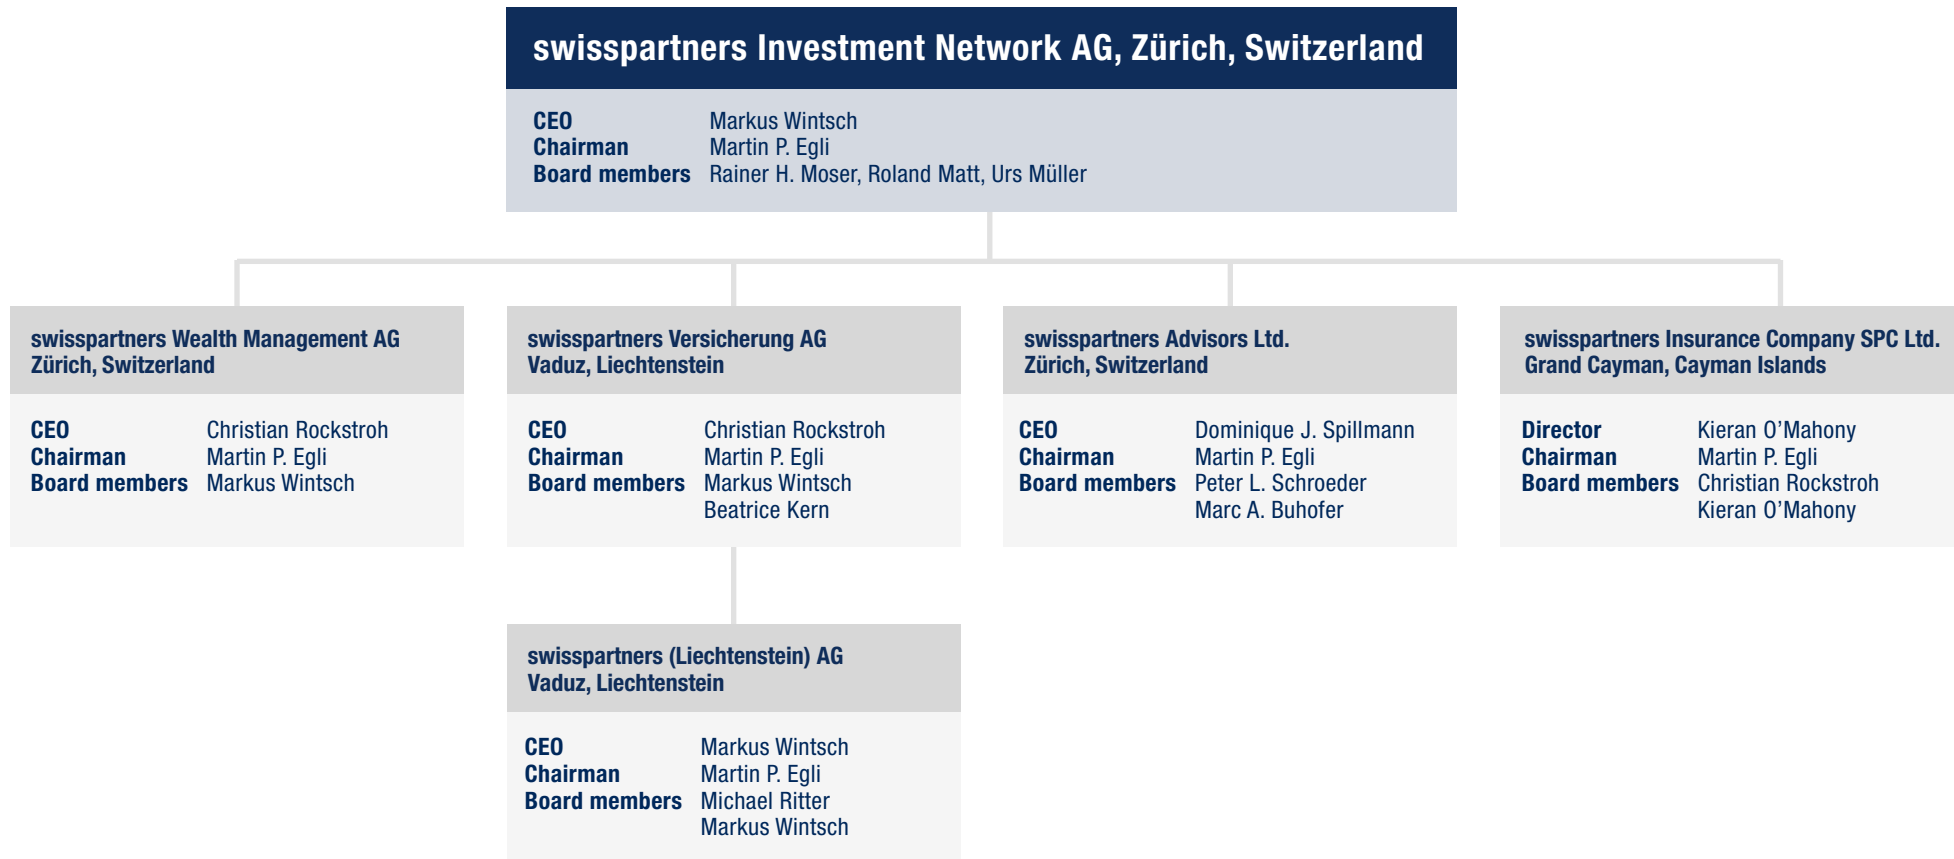 swisspartners Investment Network AG, Zürich, Switzerland
CEO Markus Wintsch
Chairman Martin P. Egli
Board members Rainer H. Moser, Roland Matt, Urs Müller
swisspartners Wealth Management AG
Zürich, Switzerland
CEO Christian Rockstroh
Chairman Martin P. Egli
Board members Markus Wintsch
swisspartners Versicherung AG
Vaduz, Liechtenstein
CEO Christian Rockstroh
Chairman Martin P. Egli
Board members Markus Wintsch
Beatrice Kern
swisspartners Advisors Ltd.
Zürich, Switzerland
CEO Dominique J. Spillmann
Chairman Martin P. Egli
Board members Peter L. Schroeder
Marc A. Buhofer
swisspartners Insurance Company SPC Ltd.
Grand Cayman, Cayman Islands
Director Kieran O’Mahony
Chairman Martin P. Egli
Board members Christian Rockstroh
Kieran O’Mahony
swisspartners (Liechtenstein) AG
Vaduz, Liechtenstein
CEO Markus Wintsch
Chairman Martin P. Egli
Board members Michael Ritter
Markus Wintsch